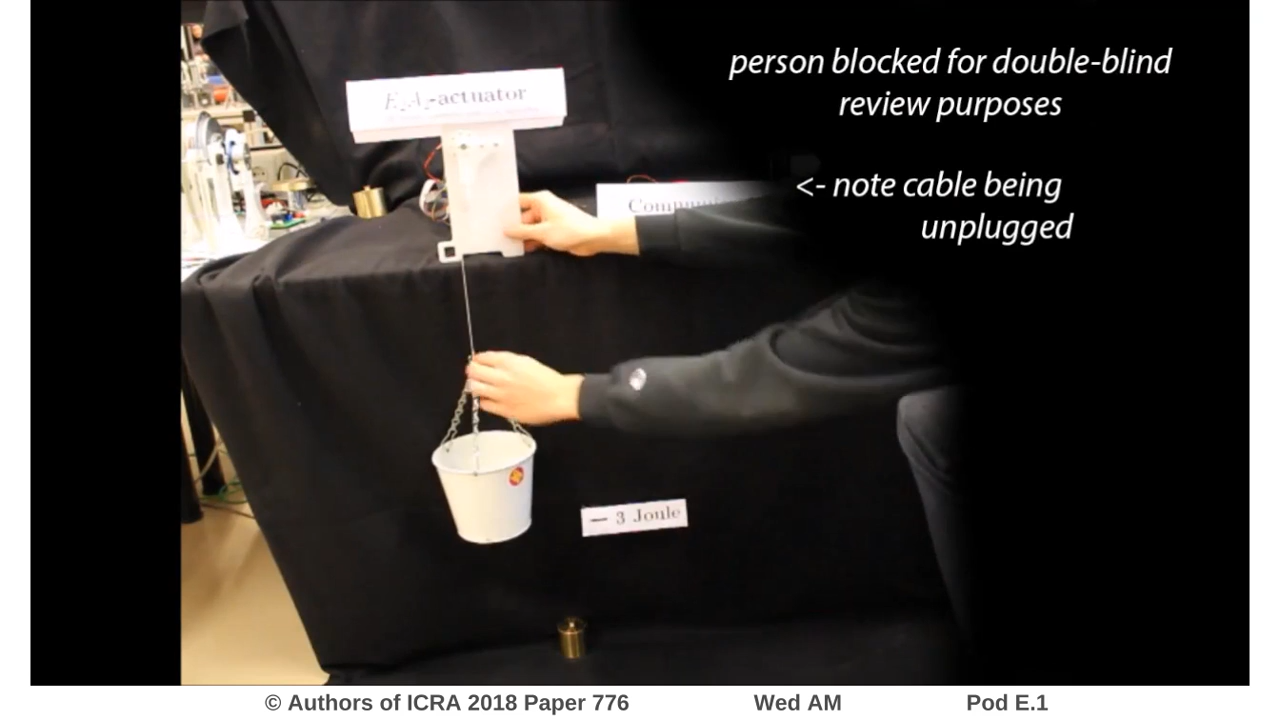 person blocked for double-blind
review purposes
-actuator
<- note cable being
unplugged
3 Joule
© Authors of ICRA 2018 Paper 776 Wed AM Pod E.1